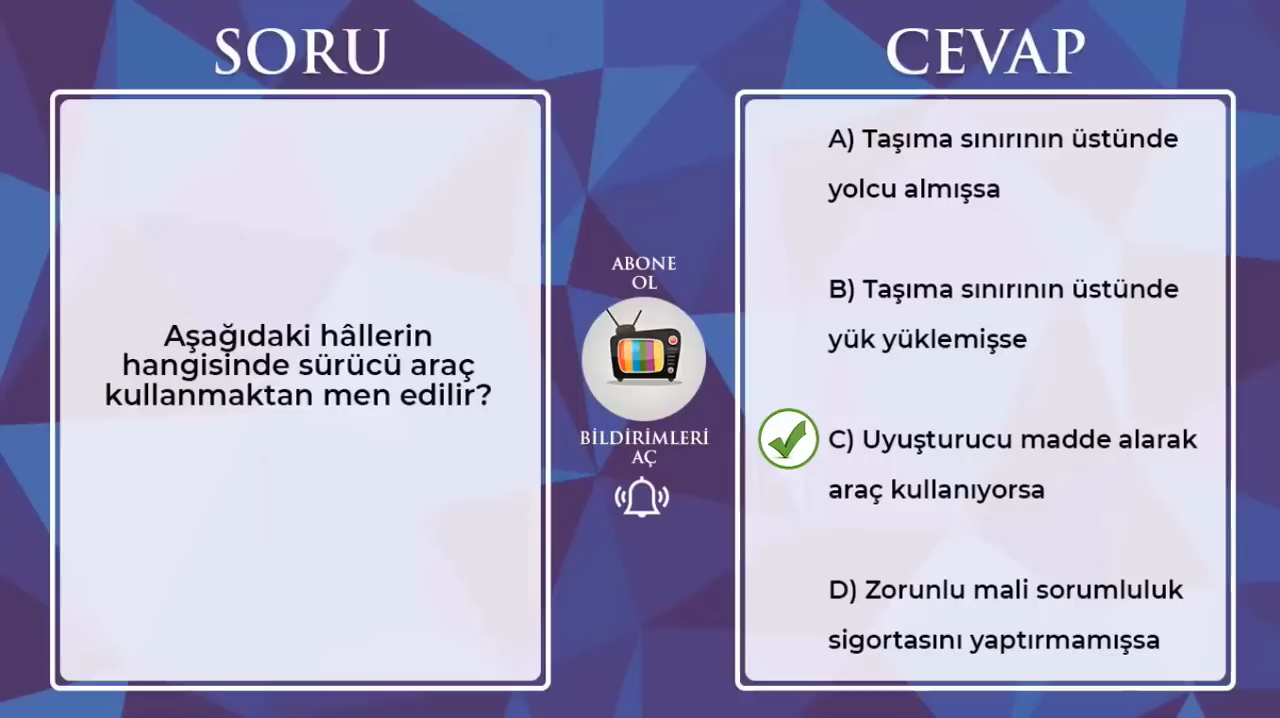 SORU
Aşağıdaki hâllerin
hangisinde sürücü araç
kullanmaktan men edilir?
ABONE
OL
BİLDİRİMLERİ
AÇ
CEVAP
A) Taşıma sınırının üstünde
yolcu almışsa
B) Taşıma sınırının üstünde
yük yüklemişse
C) Uyuşturucu madde alarak
araç kullanıyorsa
D) Zorunlu mali sorumluluk
sigortasını yaptırmamışsa